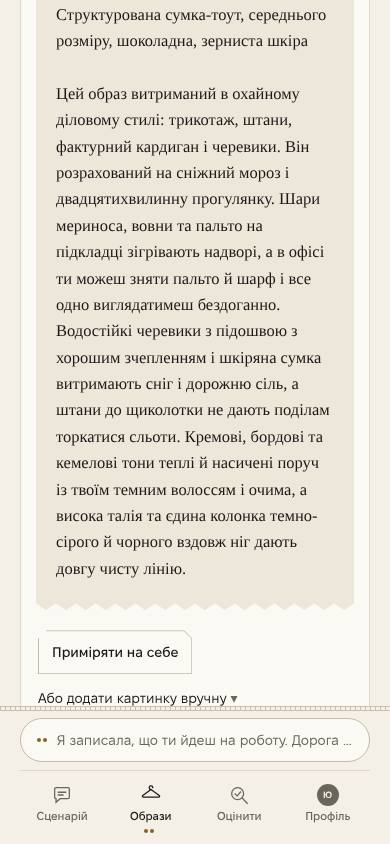 Структурована сумка-тоут, середнього
розміру, шоколадна, зерниста шкіра
Цей образ витриманий в охайному
діловому стилі: трикотаж, штани,
фактурний кардиган і черевики. Він
розрахований на сніжний мороз і
двадцятихвилинну прогулянку. Шари
мериноса, вовни та пальто на
підкладці зігрівають надворі, а в офісі
ти можеш зняти пальто й шарф і все
одно виглядатимеш бездоганно.
Водостійкі черевики з підошвою з
хорошим зчепленням і шкіряна сумка
витримають сніг і дорожню сіль, а
штани до щиколотки не дають поділам
торкатися сльоти. Кремові, бордові та
кемелові тони теплі й насичені поруч
із твоїм темним волоссям і очима, а
висока талія та єдина колонка темно-
сірого й чорного вздовж ніг дають
довгу чисту лінію.
Приміряти на себе
Або додати картинку вручну ▾
Я записала, що ти йдеш на роботу. Дорога ...
Сценарій
Образи
Оцінити
Ю
Профіль